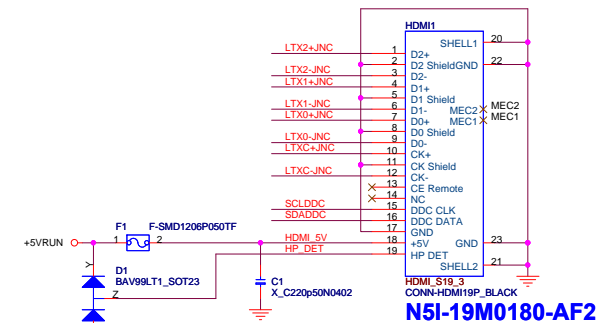 HDMI1
SHELL1 20
LTX2+JNC 1 D2+
2 D2 Shield GND 22
LTX2-JNC 3 D2-
LTX1+JNC 4 D1+
5 D1 Shield
LTX1-JNC 6 D1- MEC2 MEC2
LTX0+JNC 7 D0+ MEC1 MEC1
8 D0 Shield
LTX0-JNC 9 D0-
LTXC+JNC 10 CK+
11 CK Shield
LTXC-JNC 12 CK-
13 CE Remote
14 NC
SCLDDC 15 DDC CLK
SDADDC 16 DDC DATA
17 GND
F1 F-SMD1206P050TF
+5VRUN 1 2 HDMI_5V 18 +5V GND 23
HP_DET 19 HP DET
SHELL2 21
Y
D1
BAV99LT1_SOT23
Z
C1
X_C220p50N0402
HDMI_S19_3
CONN-HDMI19P_BLACK
N5I-19M0180-AF2